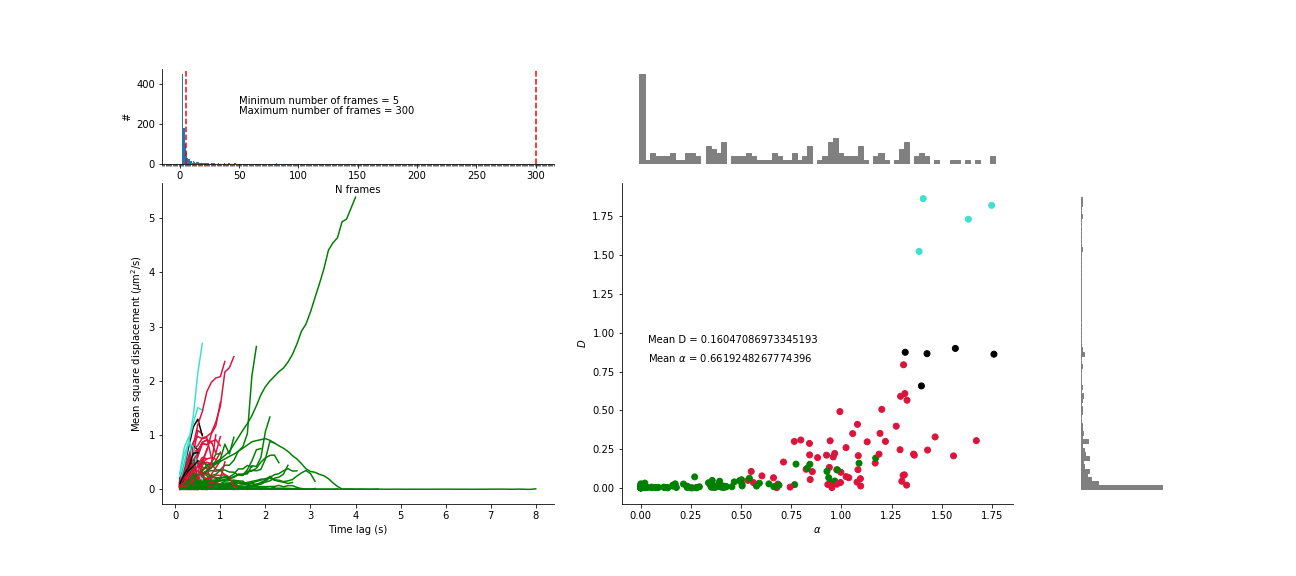 400
200
0
#
Minimum number of frames = 5
Maximum number of frames = 300
0 50 100 150 200 250 300
N frames
5
4
3
2
1
0
Mean square displacement (μm²/s)
0 1 2 3 4 5 6 7 8
Time lag (s)
1.75
1.50
1.25
1.00
0.75
0.50
0.25
0.00
D
Mean D = 0.16047086973345193
Mean α = 0.6619248267774396
0.00 0.25 0.50 0.75 1.00 1.25 1.50 1.75
α